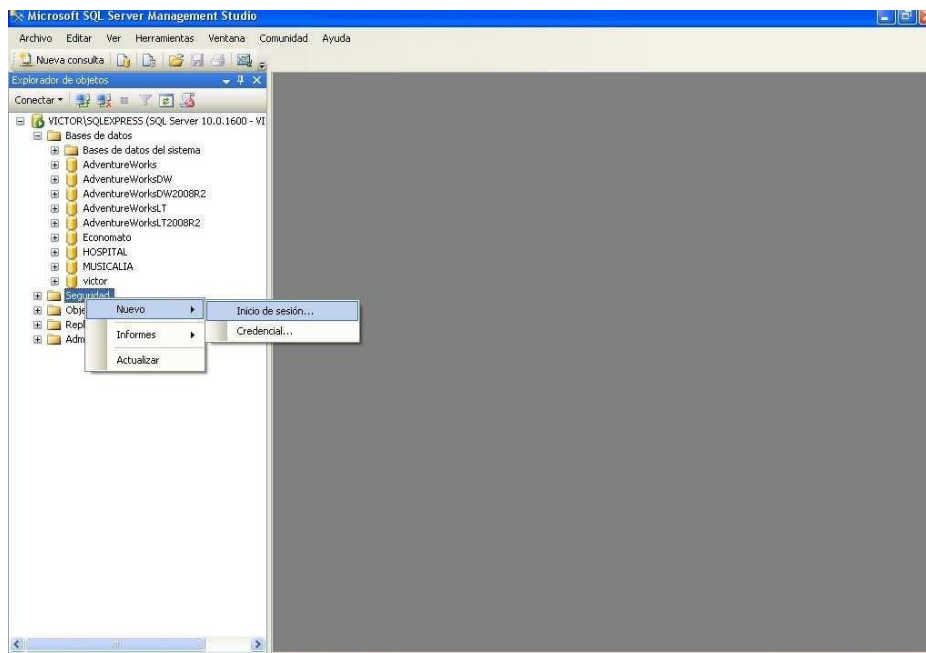 Microsoft SQL Server Management Studio
Archivo Editar Ver Herramientas Ventana Comunidad Ayuda
Nueva consulta
Explorador de objetos
Conectar
VICTOR\SQLEXPRESS (SQL Server 10.0.1600 - VI
Bases de datos
Bases de datos del sistema
AdventureWorks
AdventureWorksDW
AdventureWorksDW2008R2
AdventureWorksLT
AdventureWorksLT2008R2
Economato
HOSPITAL
MUSICALIA
victor
Seguridad
Obje
Repl
Adm
Nuevo
Informes
Actualizar
Inicio de sesión...
Credencial...